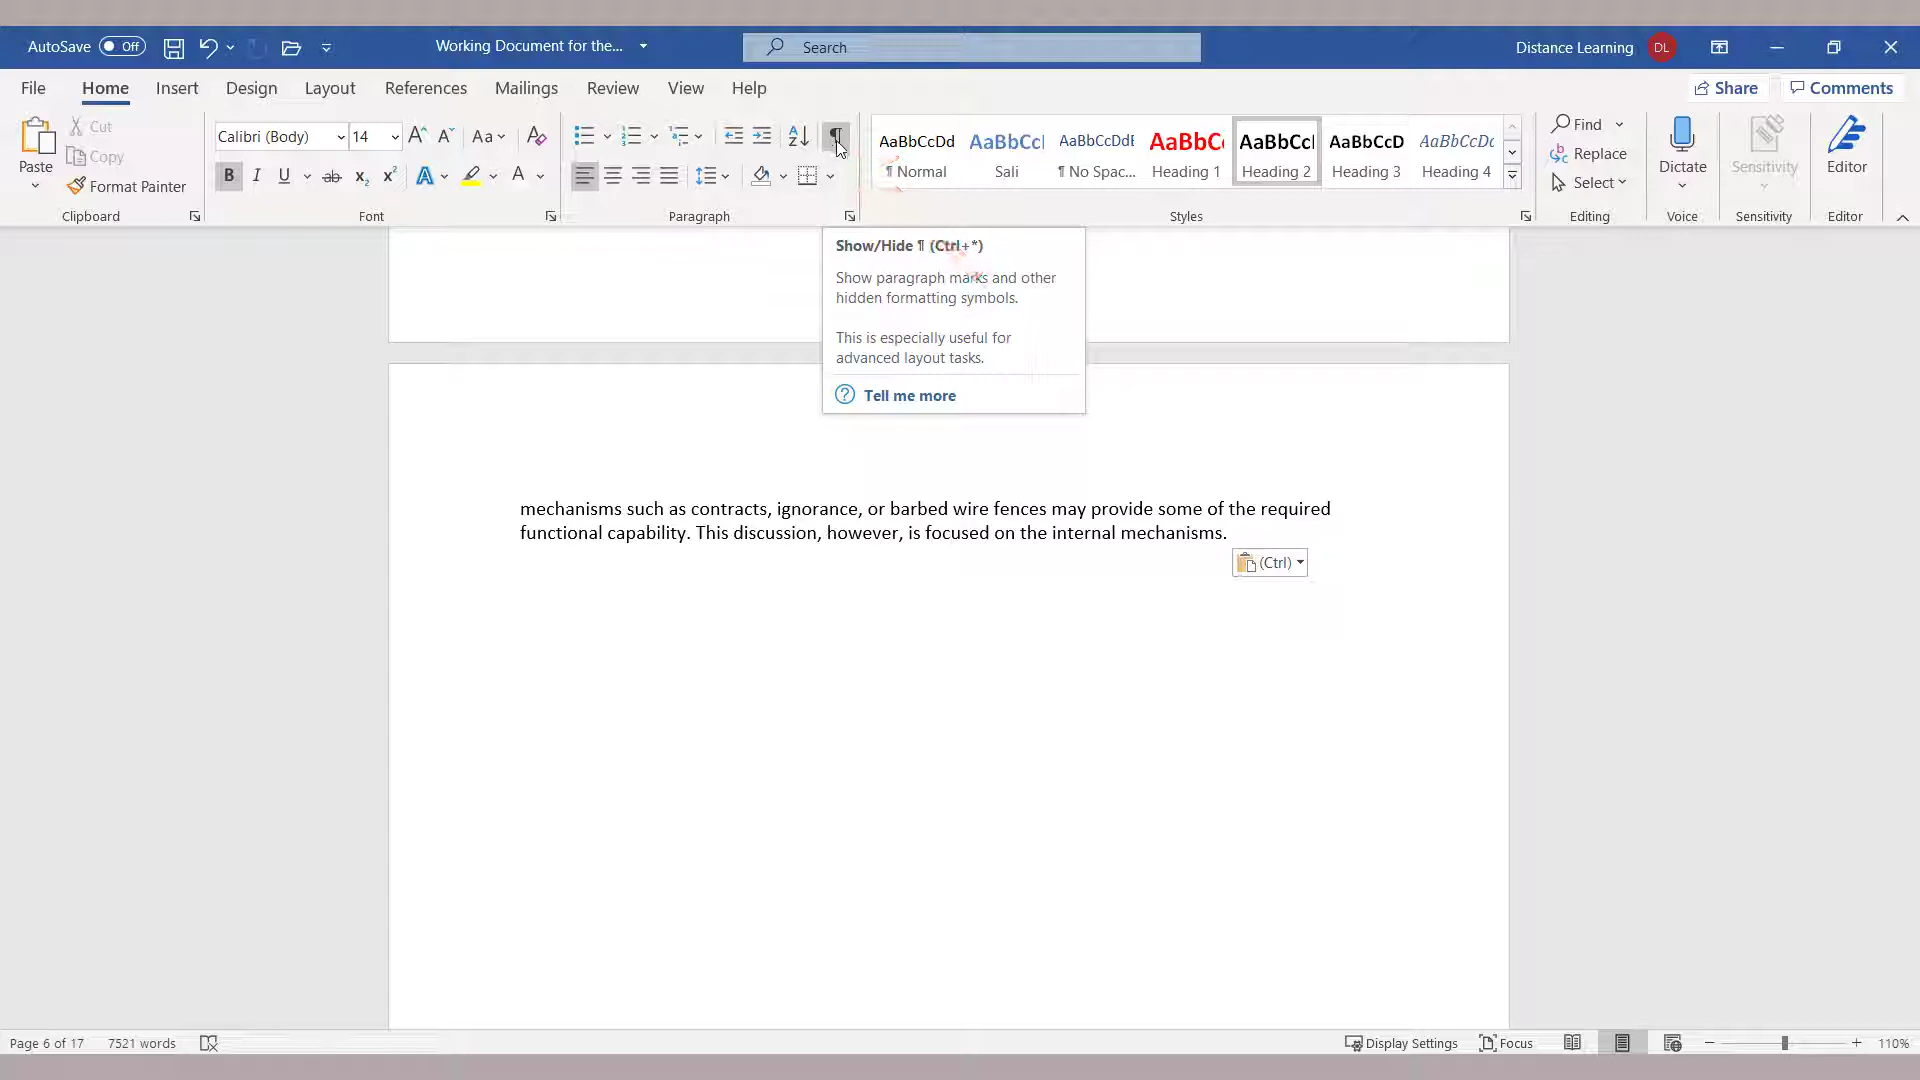 AutoSave Off Working Document for the... Search Distance Learning DL
File Home Insert Design Layout References Mailings Review View Help Share Comments
Paste Cut Copy Format Painter Clipboard
Calibri (Body) 14 Aa B I U ab x₂ x² A A Font
Paragraph
AaBbCcDd ¶ Normal
AaBbCcI Sali
AaBbCcDdE ¶ No Spac...
AaBbC Heading 1
AaBbCcI Heading 2
AaBbCcD Heading 3
AaBbCcDc Heading 4
Styles
Find Replace Select Editing
Dictate Voice
Sensitivity Sensitivity
Editor Editor
Show/Hide ¶ (Ctrl+*)
Show paragraph marks and other
hidden formatting symbols.
This is especially useful for
advanced layout tasks.
Tell me more
mechanisms such as contracts, ignorance, or barbed wire fences may provide some of the required
functional capability. This discussion, however, is focused on the internal mechanisms.
(Ctrl)
Page 6 of 17 7521 words Display Settings Focus 110%